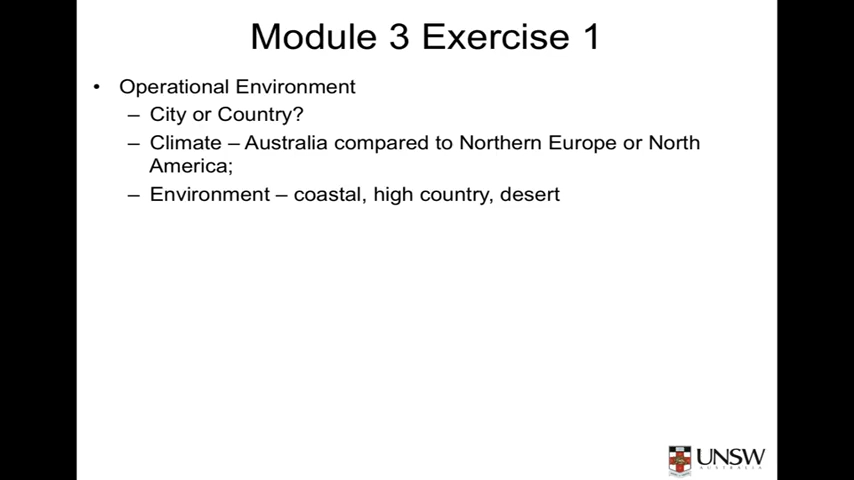 Module 3 Exercise 1
• Operational Environment
– City or Country?
– Climate – Australia compared to Northern Europe or North
America;
– Environment – coastal, high country, desert
UNSW
AUSTRALIA